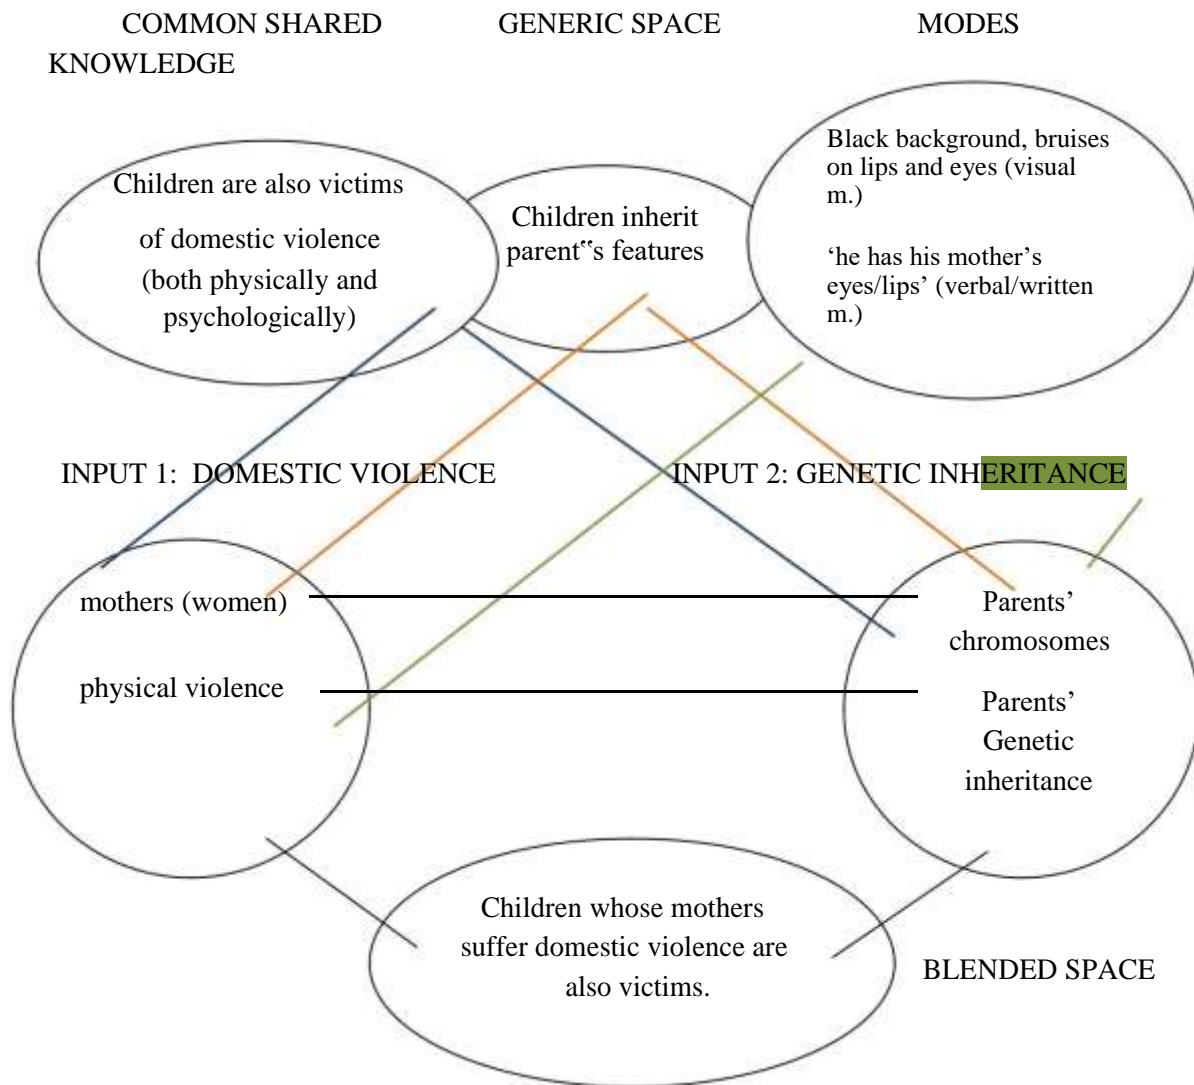 COMMON SHARED KNOWLEDGE
GENERIC SPACE
MODES
Children are also victims
of domestic violence
(both physically and
psychologically)
Children inherit
parent‟s features
Black background, bruises
on lips and eyes (visual
m.)
‘he has his mother’s
eyes/lips’ (verbal/written
m.)
INPUT 1: DOMESTIC VIOLENCE
INPUT 2: GENETIC INHERITANCE
mothers (women)
physical violence
Parents’
chromosomes
Parents’
Genetic
inheritance
Children whose mothers
suffer domestic violence are
also victims.
BLENDED SPACE